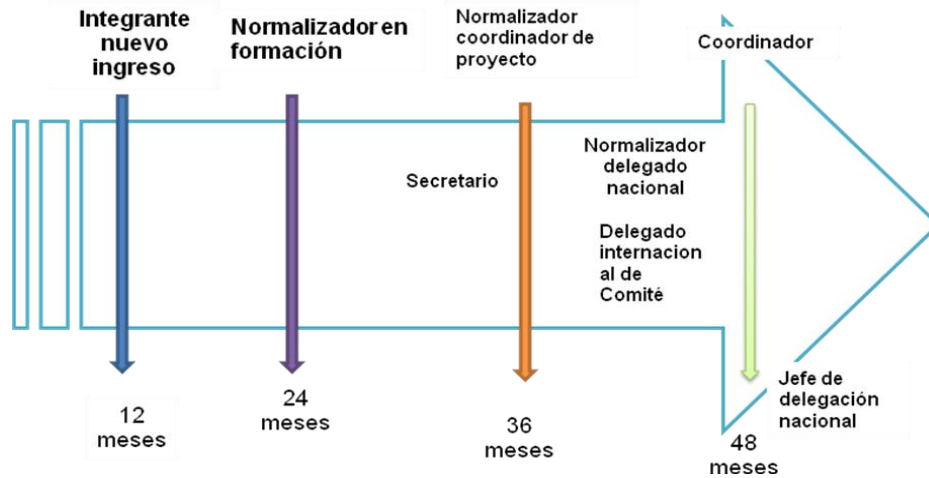 Integrante
nuevo
ingreso
Normalizador en
formación
Normalizador
coordinador de
proyecto
Coordinador
Secretario
Normalizador
delegado
nacional
Delegado
internacion
al de
Comité
12
meses
24
meses
36
meses
48
meses
Jefe de
delegación
nacional